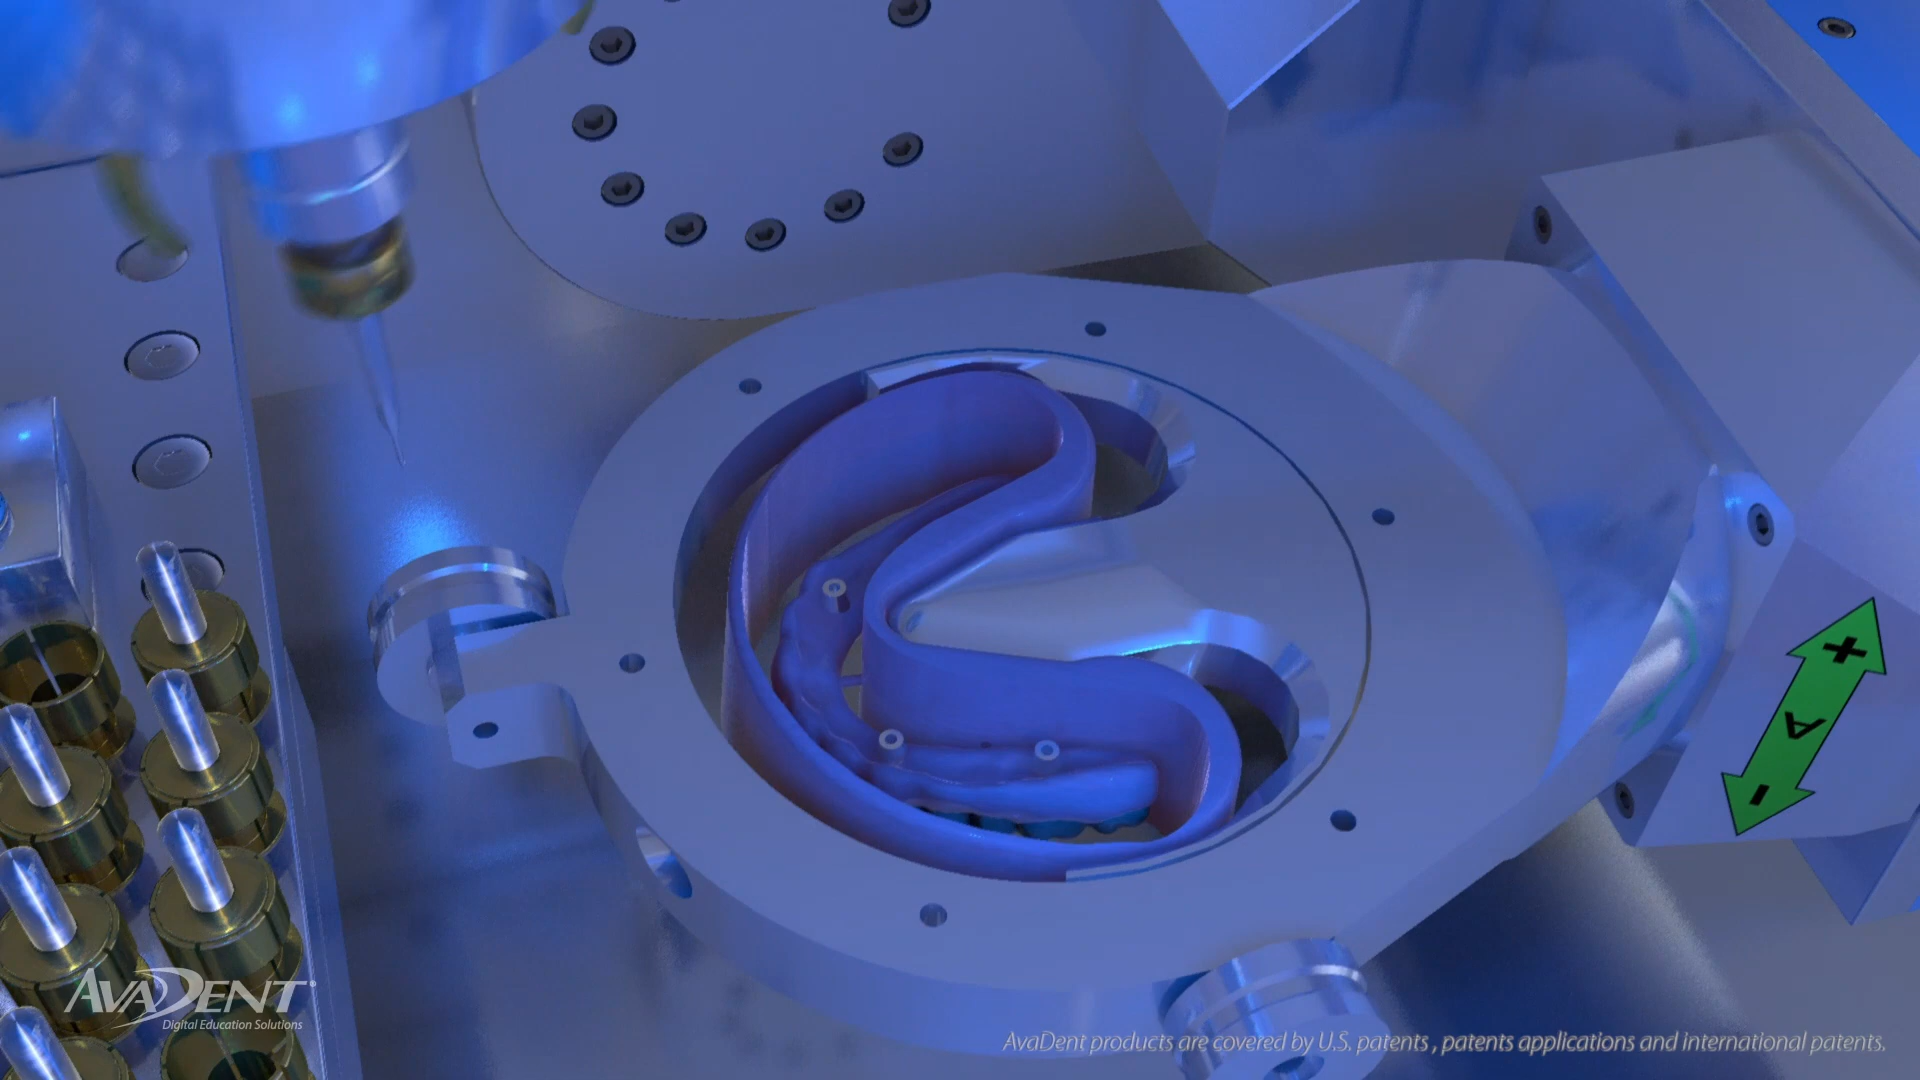 +
A
-
AVADENT®
Digital Education Solutions
AvaDent products are covered by U.S. patents , patents applications and international patents.